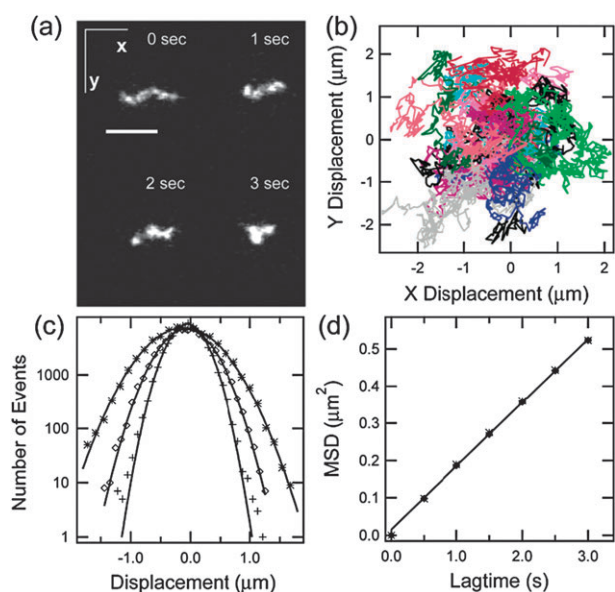 (a)
x
y
0 sec
1 sec
2 sec
3 sec
(b)
Y Displacement (μm)
2
1
0
-1
-2
-2
-1
0
1
2
X Displacement (μm)
(c)
Number of Events
1000
100
10
1
-1.0
0.0
1.0
Displacement (μm)
(d)
MSD (μm²)
0.5
0.4
0.3
0.2
0.1
0.0
0.0
1.0
2.0
3.0
Lagtime (s)